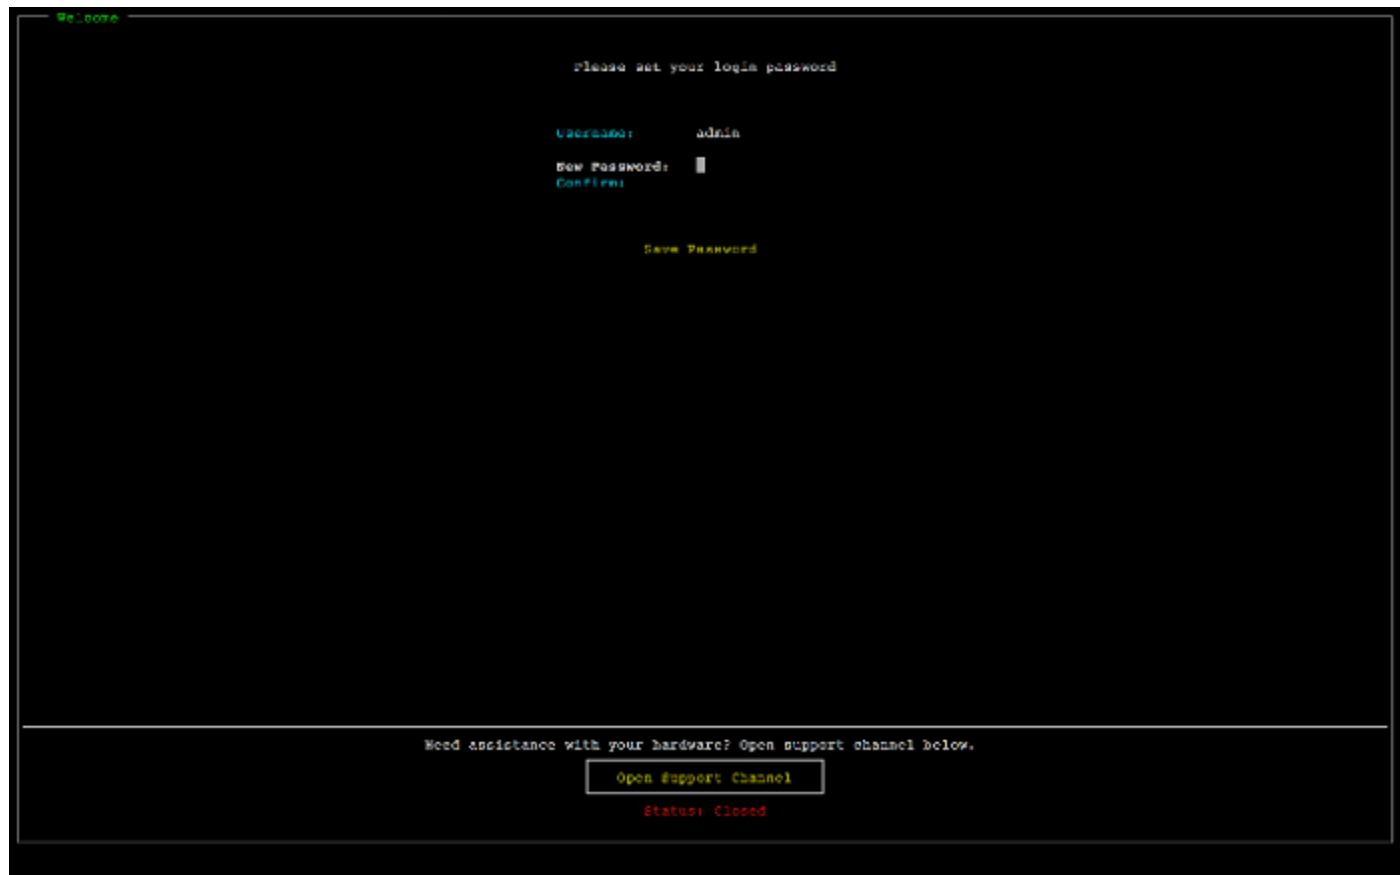 Welcome
Please set your login password
Username: admin
New Password:
Confirm:
Save Password
Need assistance with your hardware? Open support channel below.
Open Support Channel
Status: Closed